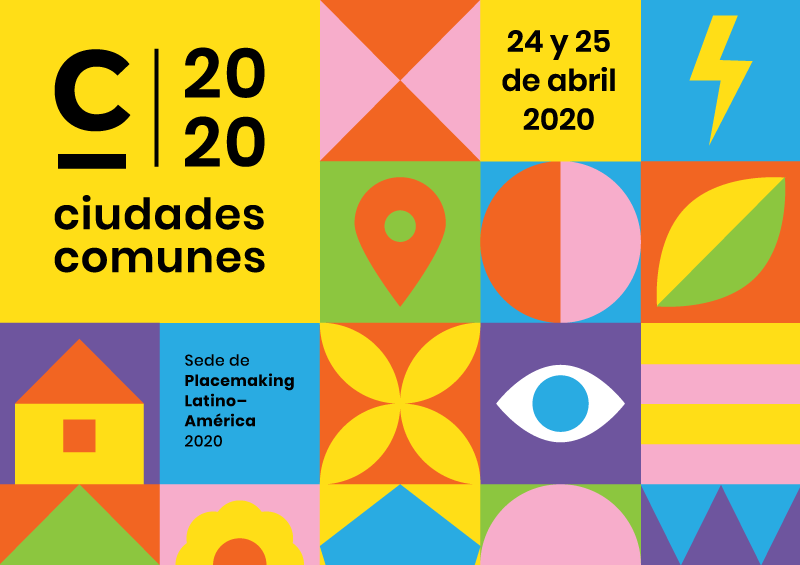 C 20
20
ciudades
comunes
24 y 25
de abril
2020
Sede de
Placemaking
Latino–
América
2020